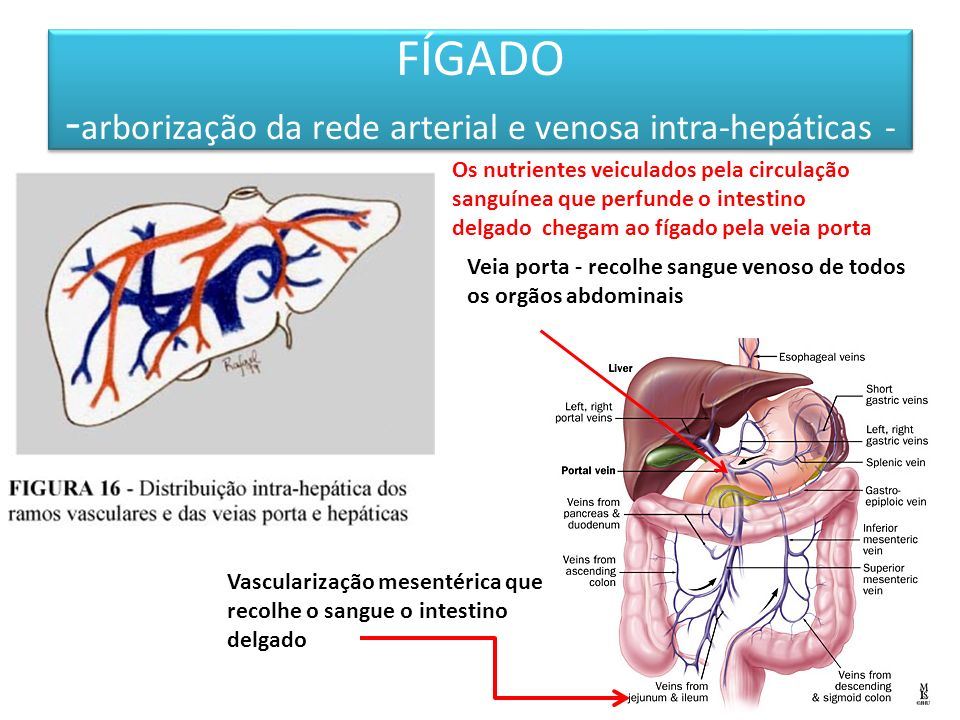 FÍGADO
-arborização da rede arterial e venosa intra-hepáticas -
Os nutrientes veiculados pela circulação
sanguínea que perfunde o intestino
delgado chegam ao fígado pela veia porta
Veia porta - recolhe sangue venoso de todos
os orgãos abdominais
Rafael
FIGURA 16 - Distribuição intra-hepática dos
ramos vasculares e das veias porta e hepáticas
Vascularização mesentérica que
recolhe o sangue o intestino
delgado
Liver
Left, right
portal veins
Portal vein
Veins from
pancreas &
duodenum
Veins from
ascending
colon
Veins from
jejunum & ileum
Esophageal veins
Short
gastric veins
Left, right
gastric veins
Splenic vein
Gastro-
epiploic vein
Inferior
mesenteric
vein
Superior
mesenteric
vein
Veins from
descending
& sigmoid colon